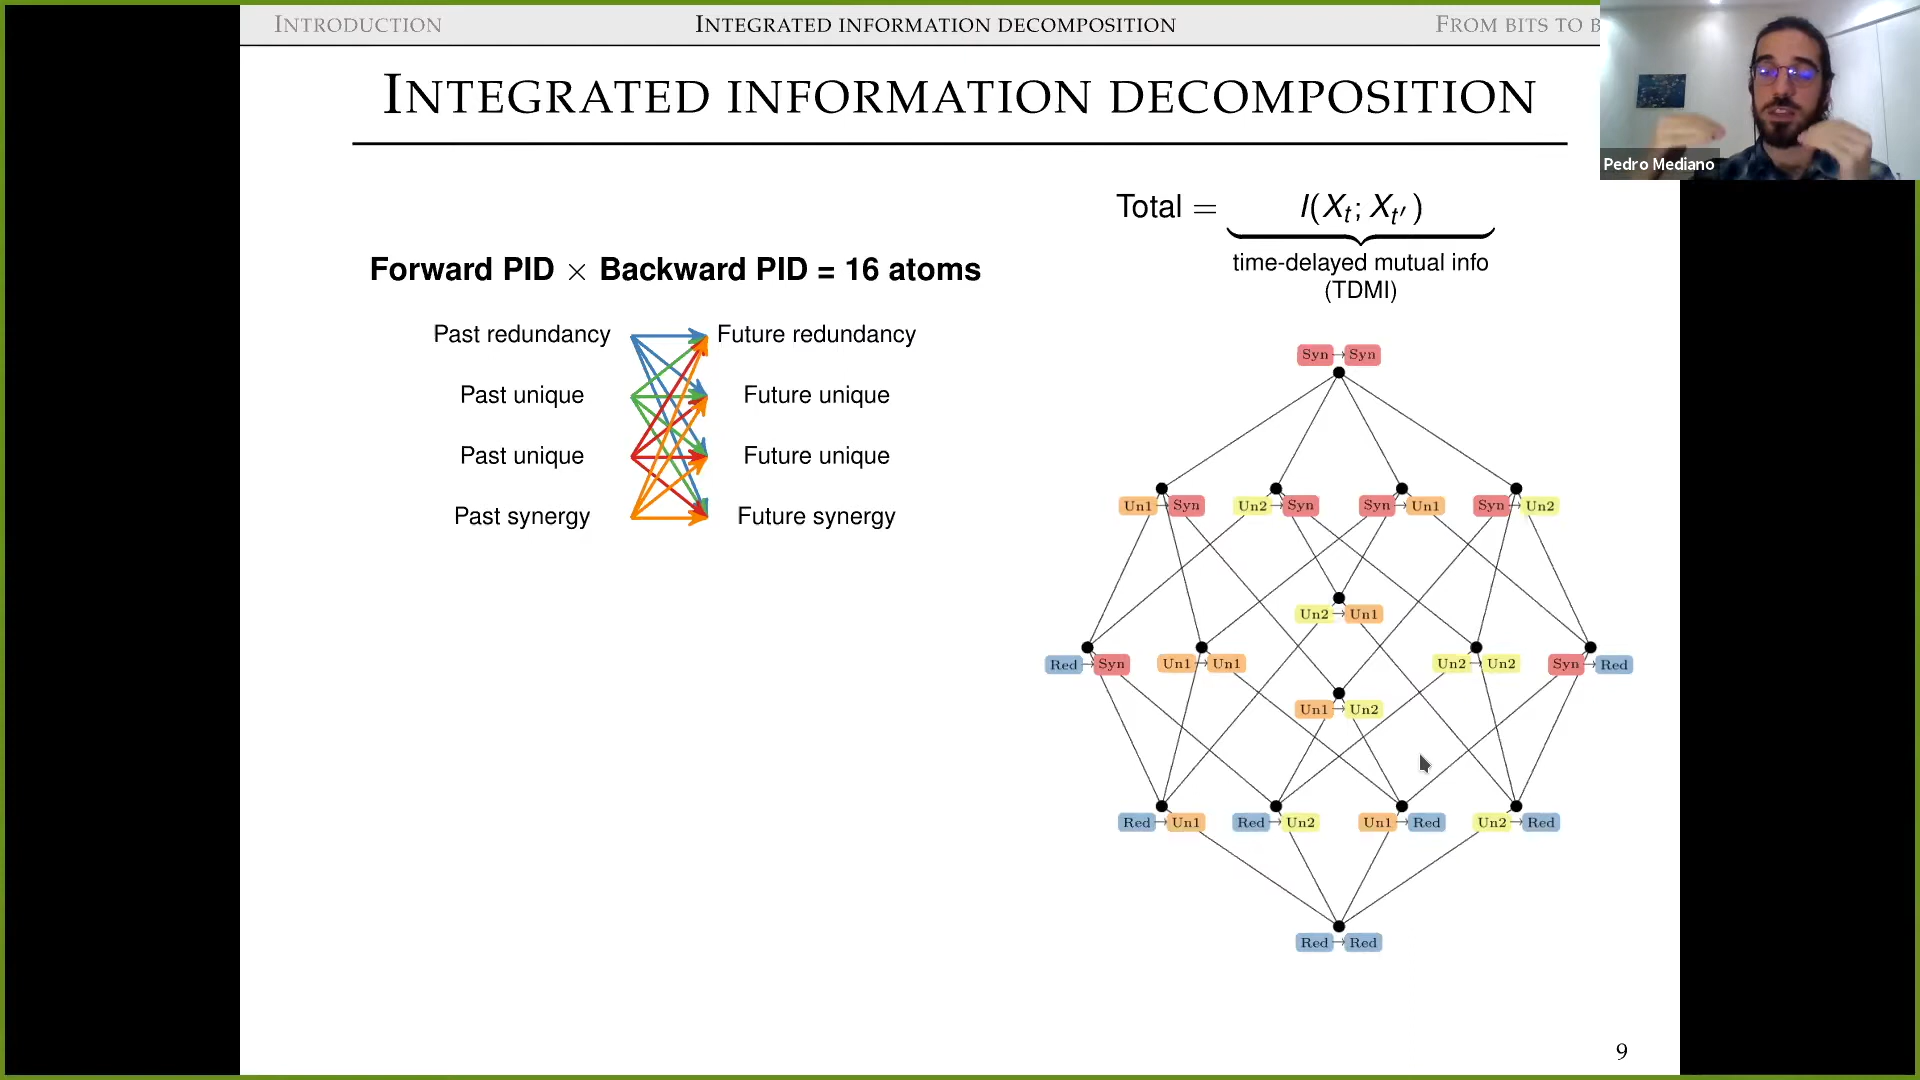 INTRODUCTION INTEGRATED INFORMATION DECOMPOSITION FROM BITS TO B
INTEGRATED INFORMATION DECOMPOSITION
Pedro Mediano
Total = I(Xt; Xt′)
time-delayed mutual info
(TDMI)
Forward PID × Backward PID = 16 atoms
Past redundancy Future redundancy
Past unique Future unique
Past unique Future unique
Past synergy Future synergy
Syn→Syn
Un1→Syn Un2→Syn Syn→Un1 Syn→Un2
Un2→Un1
Red→Syn Un1→Un1 Un2→Un2 Syn→Red
Un1→Un2
Red→Un1 Red→Un2 Un1→Red Un2→Red
Red→Red
9